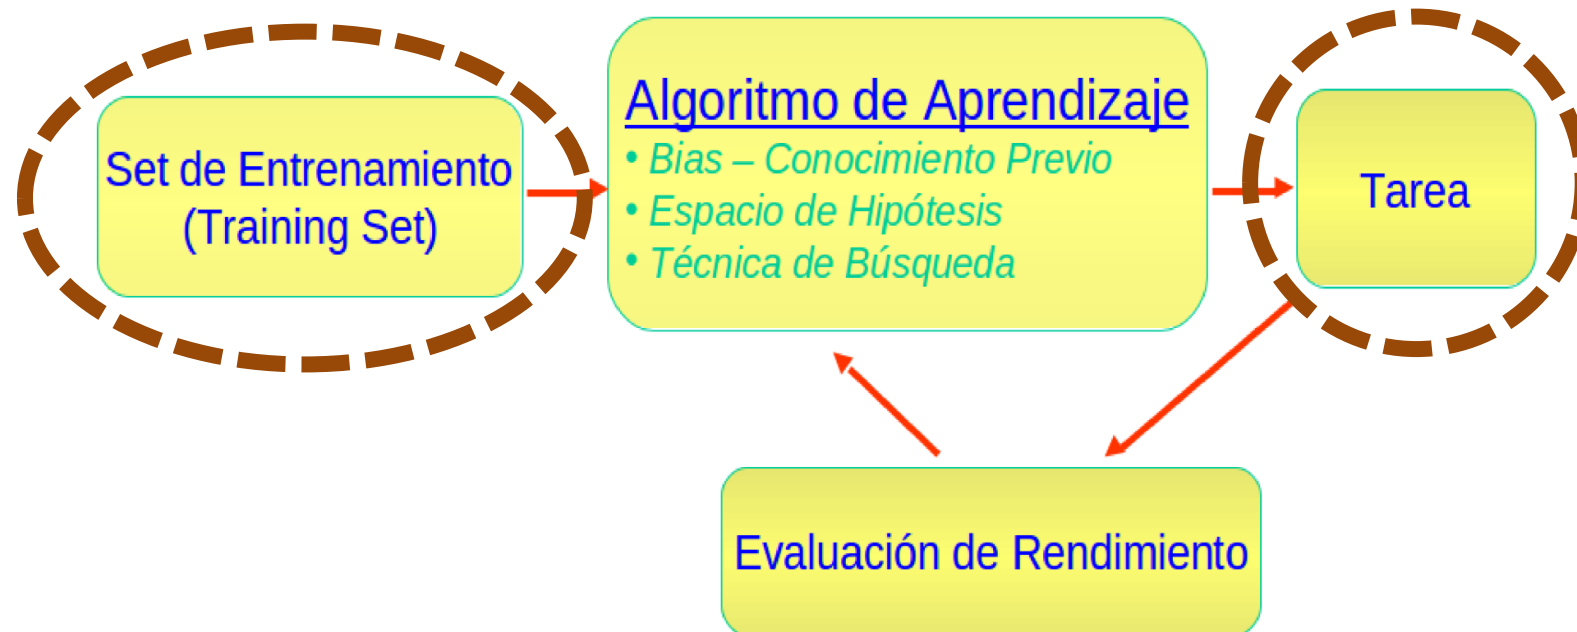 Set de Entrenamiento
(Training Set)
Algoritmo de Aprendizaje
• Bias – Conocimiento Previo
• Espacio de Hipótesis
• Técnica de Búsqueda
Tarea
Evaluación de Rendimiento